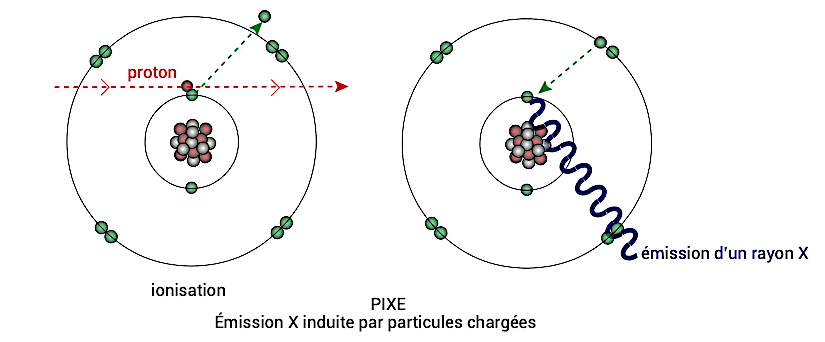 proton
émission d'un rayon X
ionisation
PIXE
Émission X induite par particules chargées